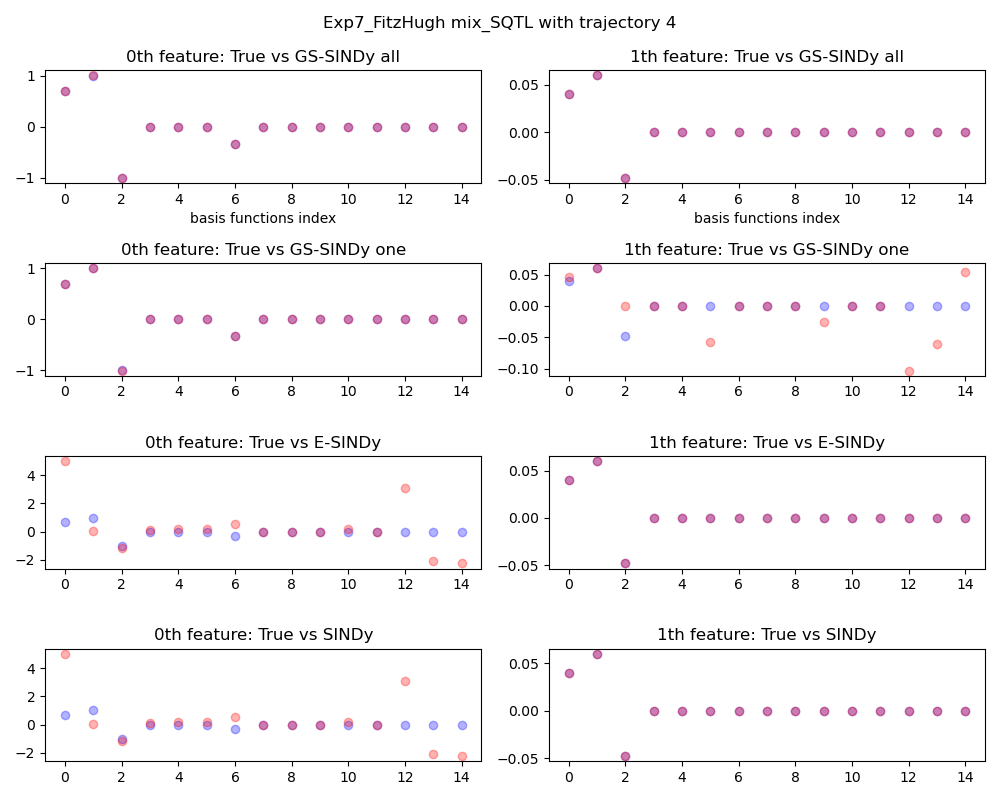 Exp7_FitzHugh mix_SQTL with trajectory 4
0th feature: True vs GS-SINDy all
1
0
−1
0 2 4 6 8 10 12 14
basis functions index
1th feature: True vs GS-SINDy all
0.05
0.00
−0.05
0 2 4 6 8 10 12 14
basis functions index
0th feature: True vs GS-SINDy one
1
0
−1
0 2 4 6 8 10 12 14
1th feature: True vs GS-SINDy one
0.05
0.00
−0.05
−0.10
0 2 4 6 8 10 12 14
0th feature: True vs E-SINDy
4
2
0
−2
0 2 4 6 8 10 12 14
1th feature: True vs E-SINDy
0.05
0.00
−0.05
0 2 4 6 8 10 12 14
0th feature: True vs SINDy
4
2
0
−2
0 2 4 6 8 10 12 14
1th feature: True vs SINDy
0.05
0.00
−0.05
0 2 4 6 8 10 12 14